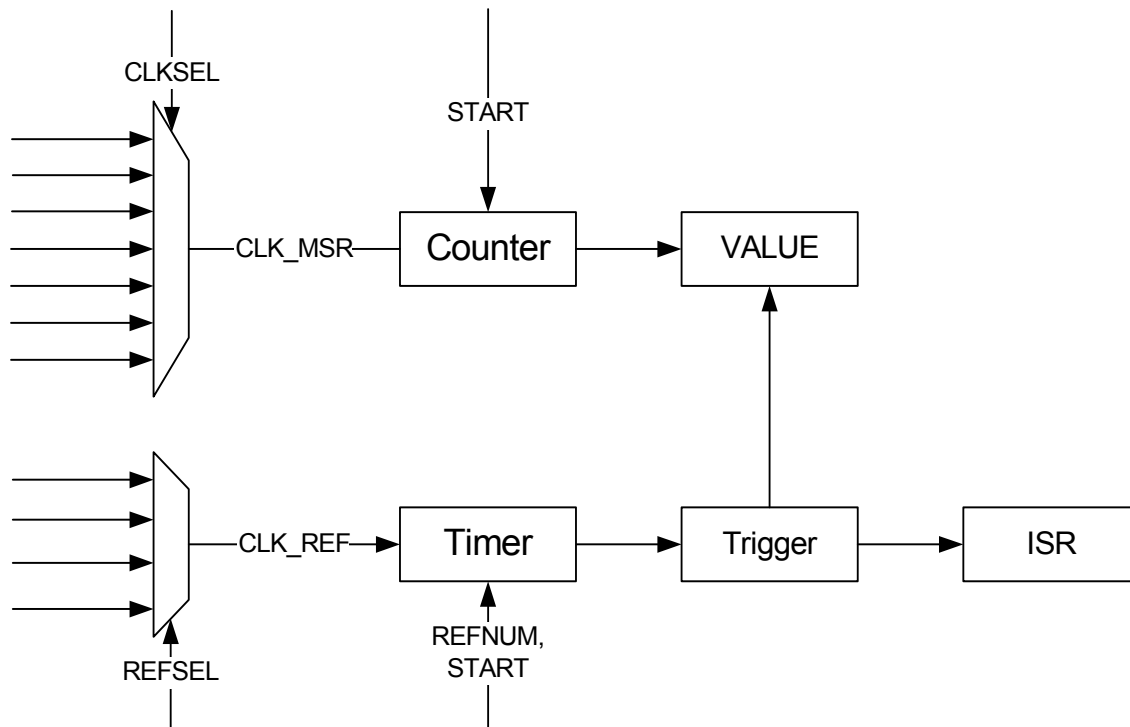 CLKSEL
START
CLK_MSR
Counter
VALUE
CLK_REF
Timer
Trigger
ISR
REFNUM,
START
REFSEL